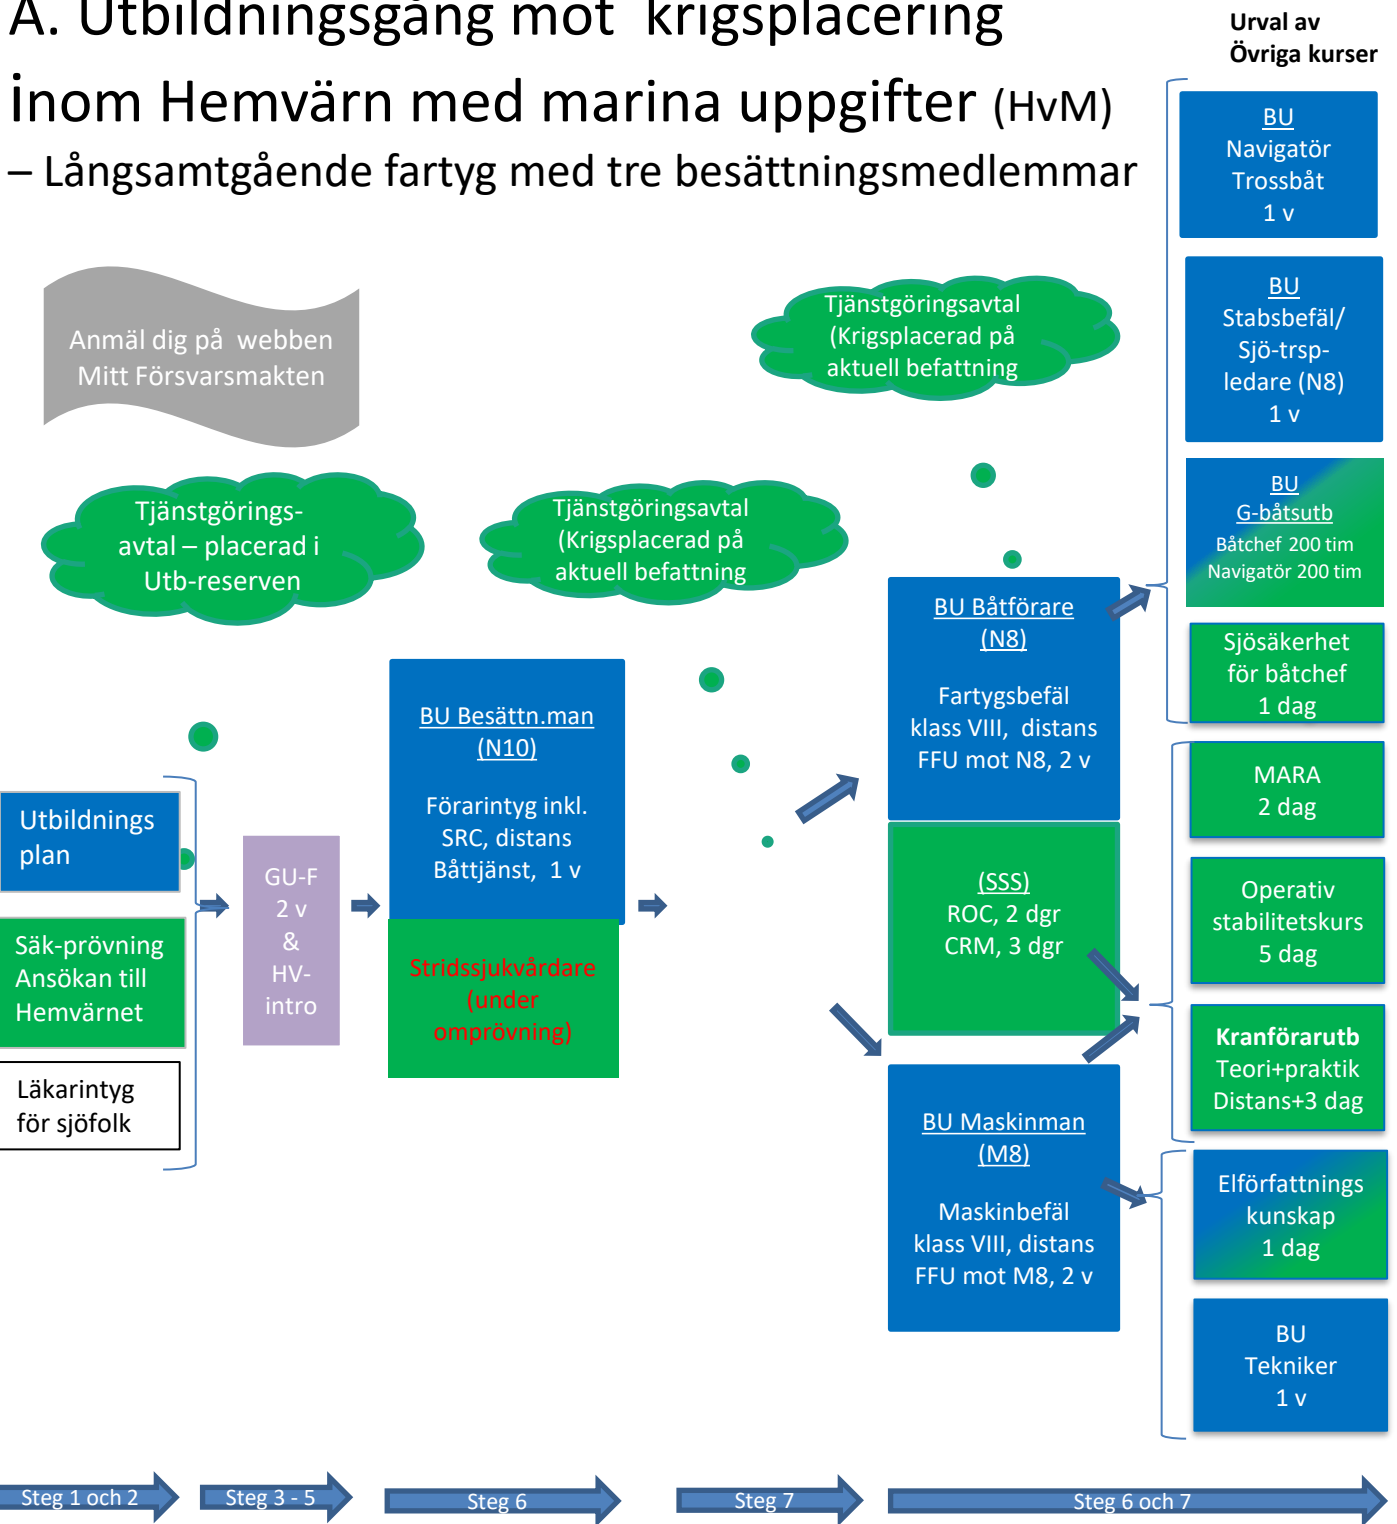 A. Utbildningsgång mot krigsplacering
inom Hemvärn med marina uppgifter (HvM)
– Långsamtgående fartyg med tre besättningsmedlemmar
Urval av
Övriga kurser
Anmäl dig på webben
Mitt Försvarsmakten
Tjänstgörings-
avtal – placerad i
Utb-reserven
Tjänstgöringsavtal
(Krigsplacerad på
aktuell befattning
Tjänstgöringsavtal
(Krigsplacerad på
aktuell befattning
Utbildnings
plan
Säk-prövning
Ansökan till
Hemvärnet
Läkarintyg
för sjöfolk
GU-F
2 v
&
HV-
intro
BU Besättn.man
(N10)
Förarintyg inkl.
SRC, distans
Båttjänst, 1 v
Stridssjukvårdare
(under
omprövning)
BU Båtförare
(N8)
Fartygsbefäl
klass VIII, distans
FFU mot N8, 2 v
(SSS)
ROC, 2 dgr
CRM, 3 dgr
BU Maskinman
(M8)
Maskinbefäl
klass VIII, distans
FFU mot M8, 2 v
BU
Navigatör
Trossbåt
1 v
BU
Stabsbefäl/
Sjö-trsp-
ledare (N8)
1 v
BU
G-båtsutb
Båtchef 200 tim
Navigatör 200 tim
Sjösäkerhet
för båtchef
1 dag
MARA
2 dag
Operativ
stabilitetskurs
5 dag
Kranförarutb
Teori+praktik
Distans+3 dag
Elförfattnings
kunskap
1 dag
BU
Tekniker
1 v
Steg 1 och 2
Steg 3 - 5
Steg 6
Steg 7
Steg 6 och 7